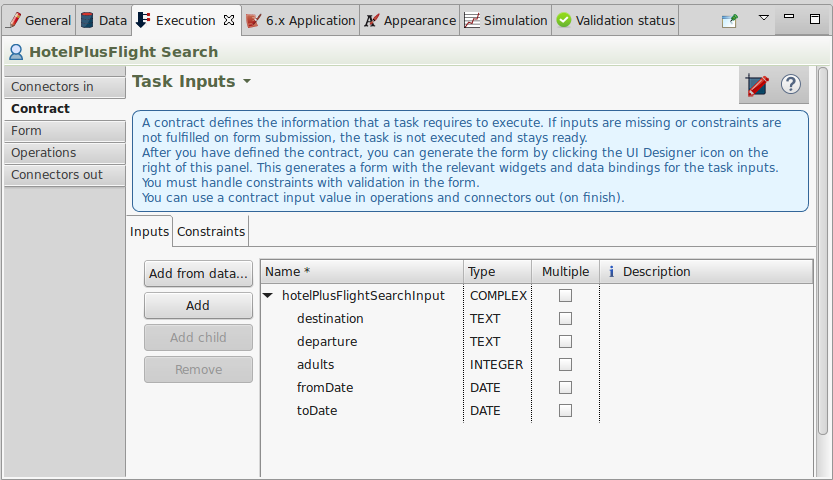 General Data Execution 6.x Application Appearance Simulation Validation status
HotelPlusFlight Search
Connectors in
Contract
Form
Operations
Connectors out
Task Inputs
A contract defines the information that a task requires to execute. If inputs are missing or constraints are
not fulfilled on form submission, the task is not executed and stays ready.
After you have defined the contract, you can generate the form by clicking the UI Designer icon on the
right of this panel. This generates a form with the relevant widgets and data bindings for the task inputs.
You must handle constraints with validation in the form.
You can use a contract input value in operations and connectors out (on finish).
Inputs Constraints
Add from data...
Add
Add child
Remove
Name * Type Multiple i Description
hotelPlusFlightSearchInput COMPLEX
destination TEXT
departure TEXT
adults INTEGER
fromDate DATE
toDate DATE